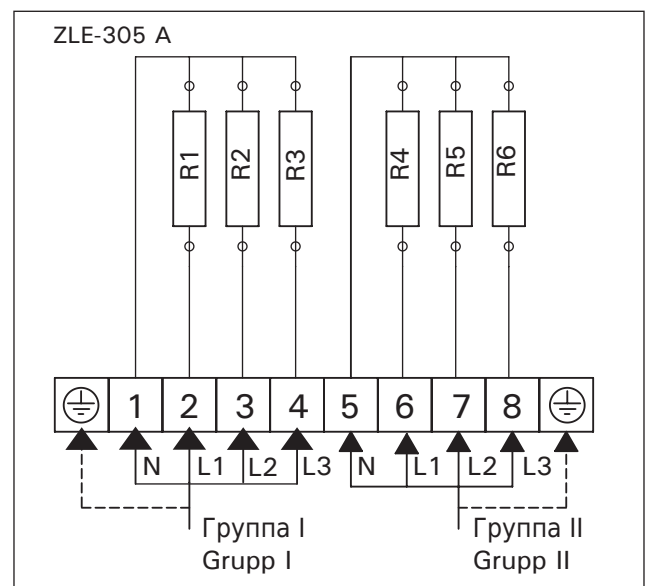 ZLE-305 A
R1 R2 R3 R4 R5 R6
1 2 3 4 5 6 7 8
N L1 L2 L3 N L1 L2 L3
Группа I Группа II
Grupp I Grupp II